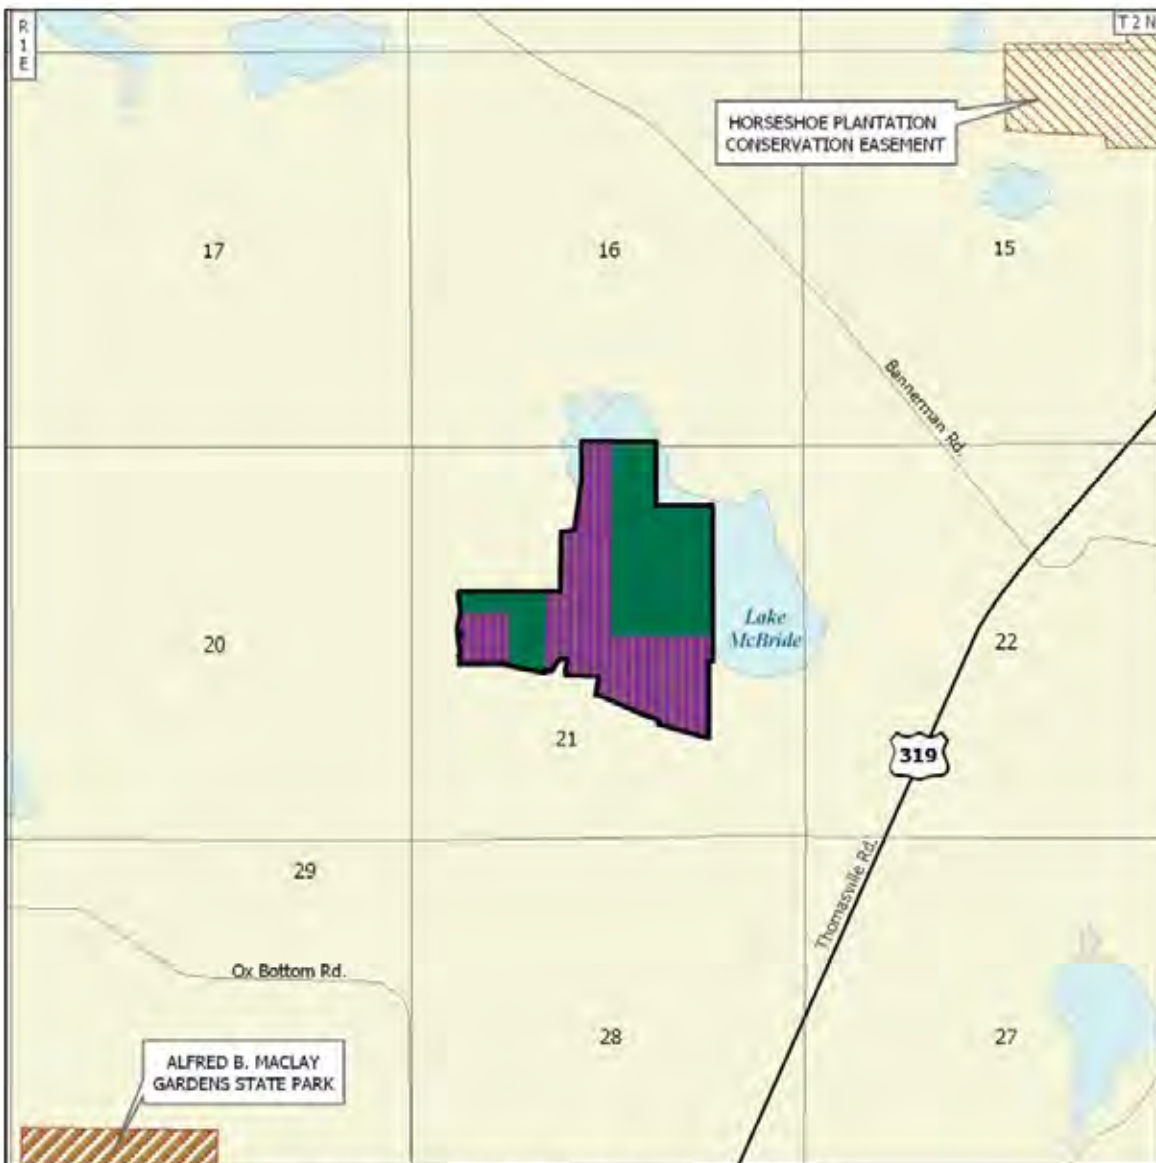 R
1
E
T 2 N
HORSESHOE PLANTATION
CONSERVATION EASEMENT
17
16
15
Bannerman Rd.
20
Lake
McBride
22
21
319
29
Thomasville Rd.
Ox Bottom Rd.
28
27
ALFRED B. MACLAY
GARDENS STATE PARK